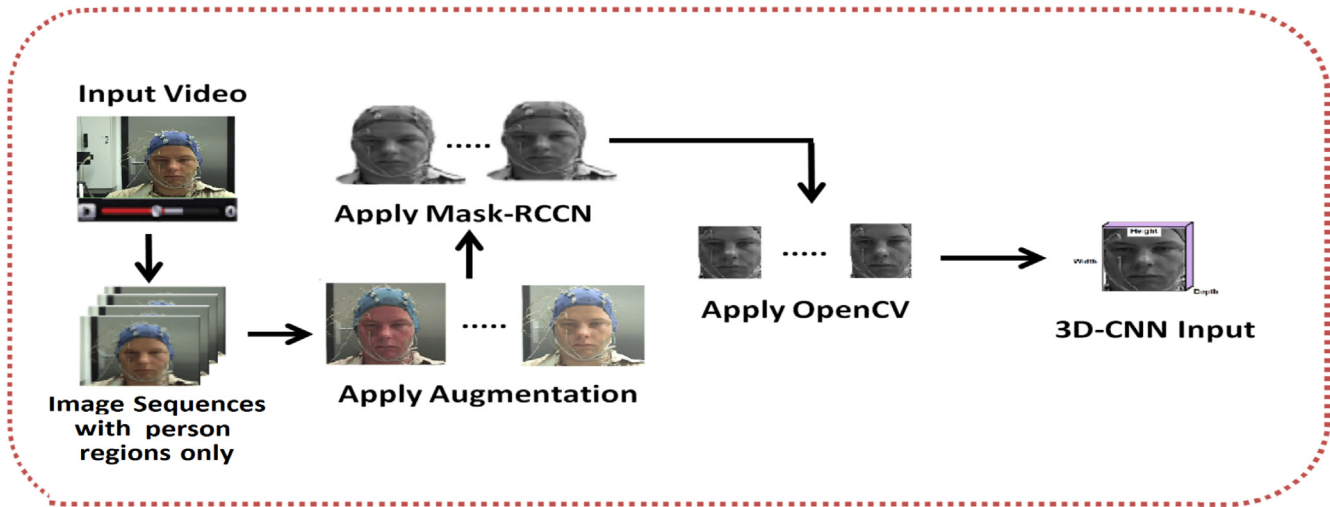 Input Video
Image Sequences
with person
regions only
Apply Augmentation
Apply Mask-RCCN
Apply OpenCV
Height
Width
Depth
3D-CNN Input